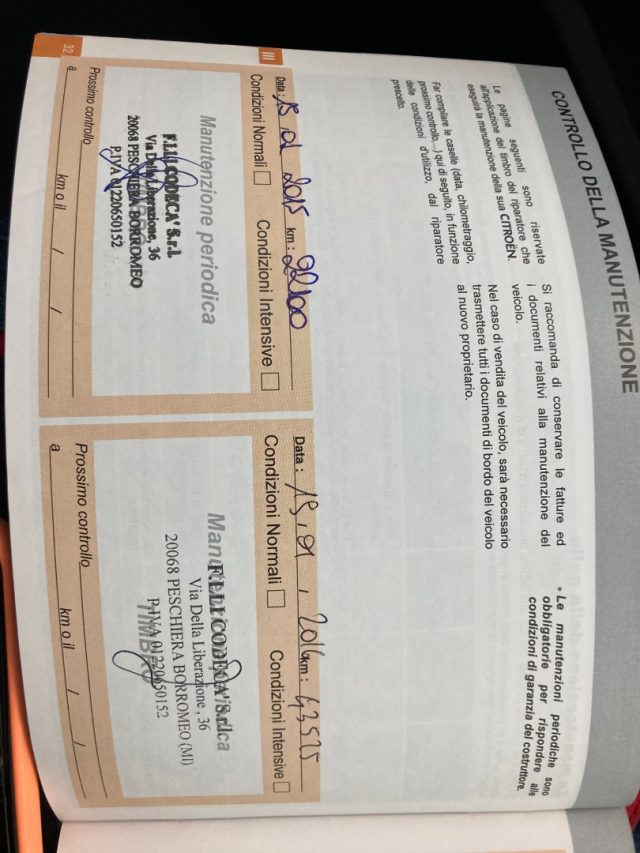 CONTROLLO DELLA MANUTENZIONE
Le pagine seguenti sono riservate
all'applicazione del timbro del riparatore che
eseguirà la manutenzione della sua CITROËN.
Far compilare le caselle (data, chilometraggio,
prossimo controllo....) qui di seguito, in funzione
delle condizioni d'utilizzo, dal riparatore
prescelto.
Si raccomanda di conservare le fatture ed
i documenti relativi alla manutenzione del
veicolo.
Nel caso di vendita del veicolo, sarà necessario
trasmettere tutti i documenti di bordo del veicolo
al nuovo proprietario.
* Le manutenzioni periodiche sono
obbligatorie per rispondere alle
condizioni di garanzia del costruttore.
III
Data : 15 01 2015 km : 22100
Condizioni Normali Condizioni Intensive
Manutenzione periodica
F.LLI CODECA' S.r.l.
Via Della Liberazione, 36
20068 PESCHIERA BORROMEO
P.IVA 01220650152
Prossimo controllo
a km o il / /
32
Data : 15, 01, 2016 km : 43525
Condizioni Normali Condizioni Intensive
F.LLI CODECA' S.r.l.
Via Della Liberazione, 36
20068 PESCHIERA BORROMEO (MI)
P.IVA 01220650152
Prossimo controllo
a km o il / /